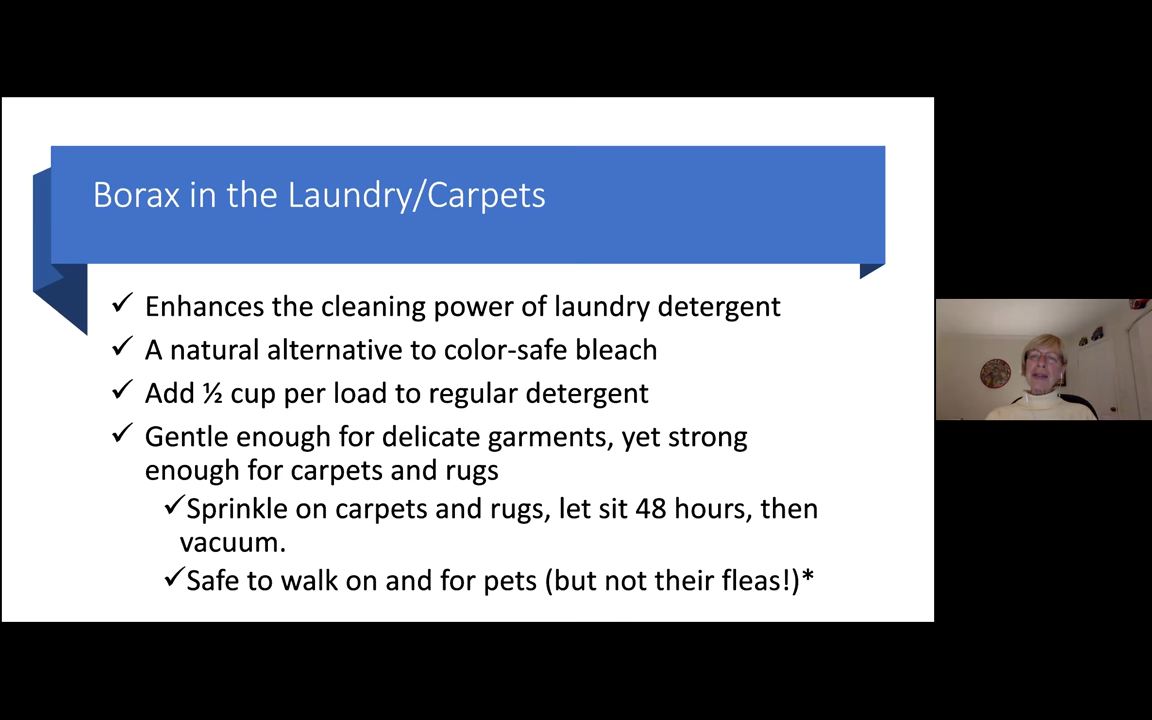 Borax in the Laundry/Carpets
✓ Enhances the cleaning power of laundry detergent
✓ A natural alternative to color-safe bleach
✓ Add ½ cup per load to regular detergent
✓ Gentle enough for delicate garments, yet strong
enough for carpets and rugs
✓Sprinkle on carpets and rugs, let sit 48 hours, then
vacuum.
✓Safe to walk on and for pets (but not their fleas!)*